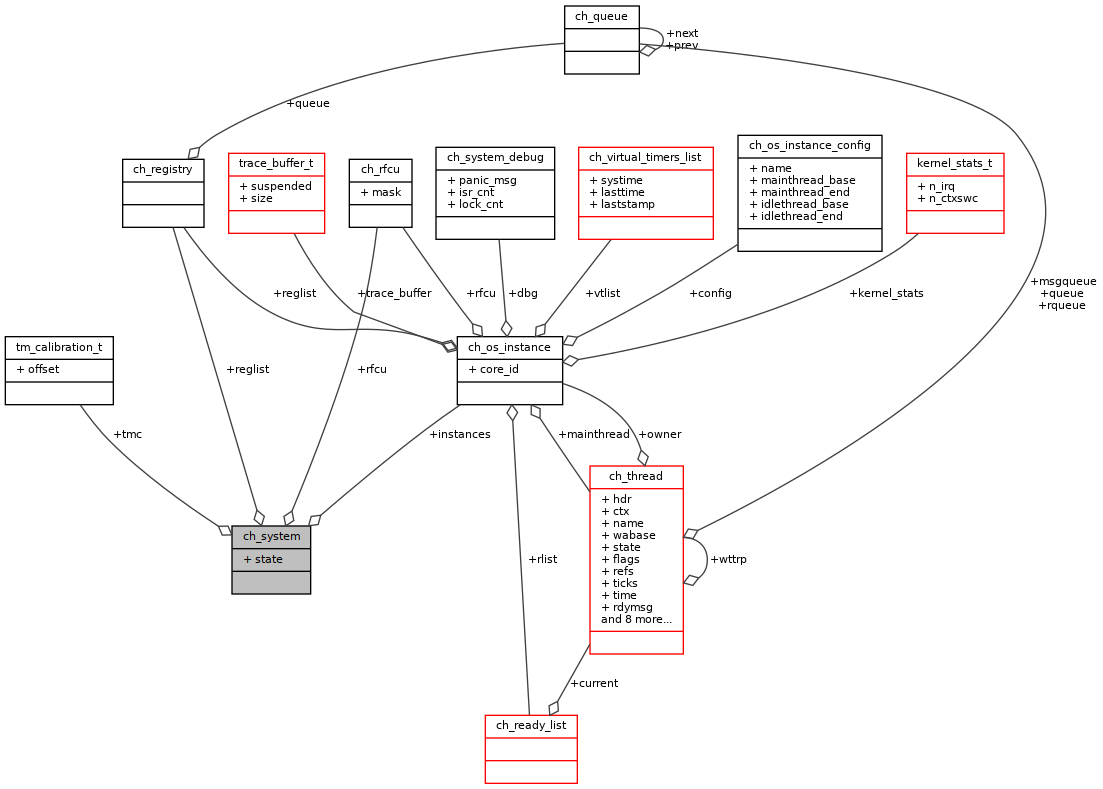 ch_queue
+next
+prev
+queue
ch_registry
trace_buffer_t
+ suspended
+ size
ch_rfcu
+ mask
ch_system_debug
+ panic_msg
+ isr_cnt
+ lock_cnt
ch_virtual_timers_list
+ systime
+ lasttime
+ laststamp
ch_os_instance_config
+ name
+ mainthread_base
+ mainthread_end
+ idlethread_base
+ idlethread_end
kernel_stats_t
+ n_irq
+ n_ctxswc
+msgqueue
+queue
+rqueue
+reglist
+trace_buffer
+rfcu
+dbg
+vtlist
+config
+kernel_stats
tm_calibration_t
+ offset
ch_os_instance
+ core_id
+reglist
+rfcu
+tmc
+instances
+mainthread
+owner
ch_thread
+ hdr
+ ctx
+ name
+ wabase
+ state
+ flags
+ refs
+ ticks
+ time
+ rdymsg
and 8 more...
ch_system
+ state
+rlist
+wttrp
+current
ch_ready_list